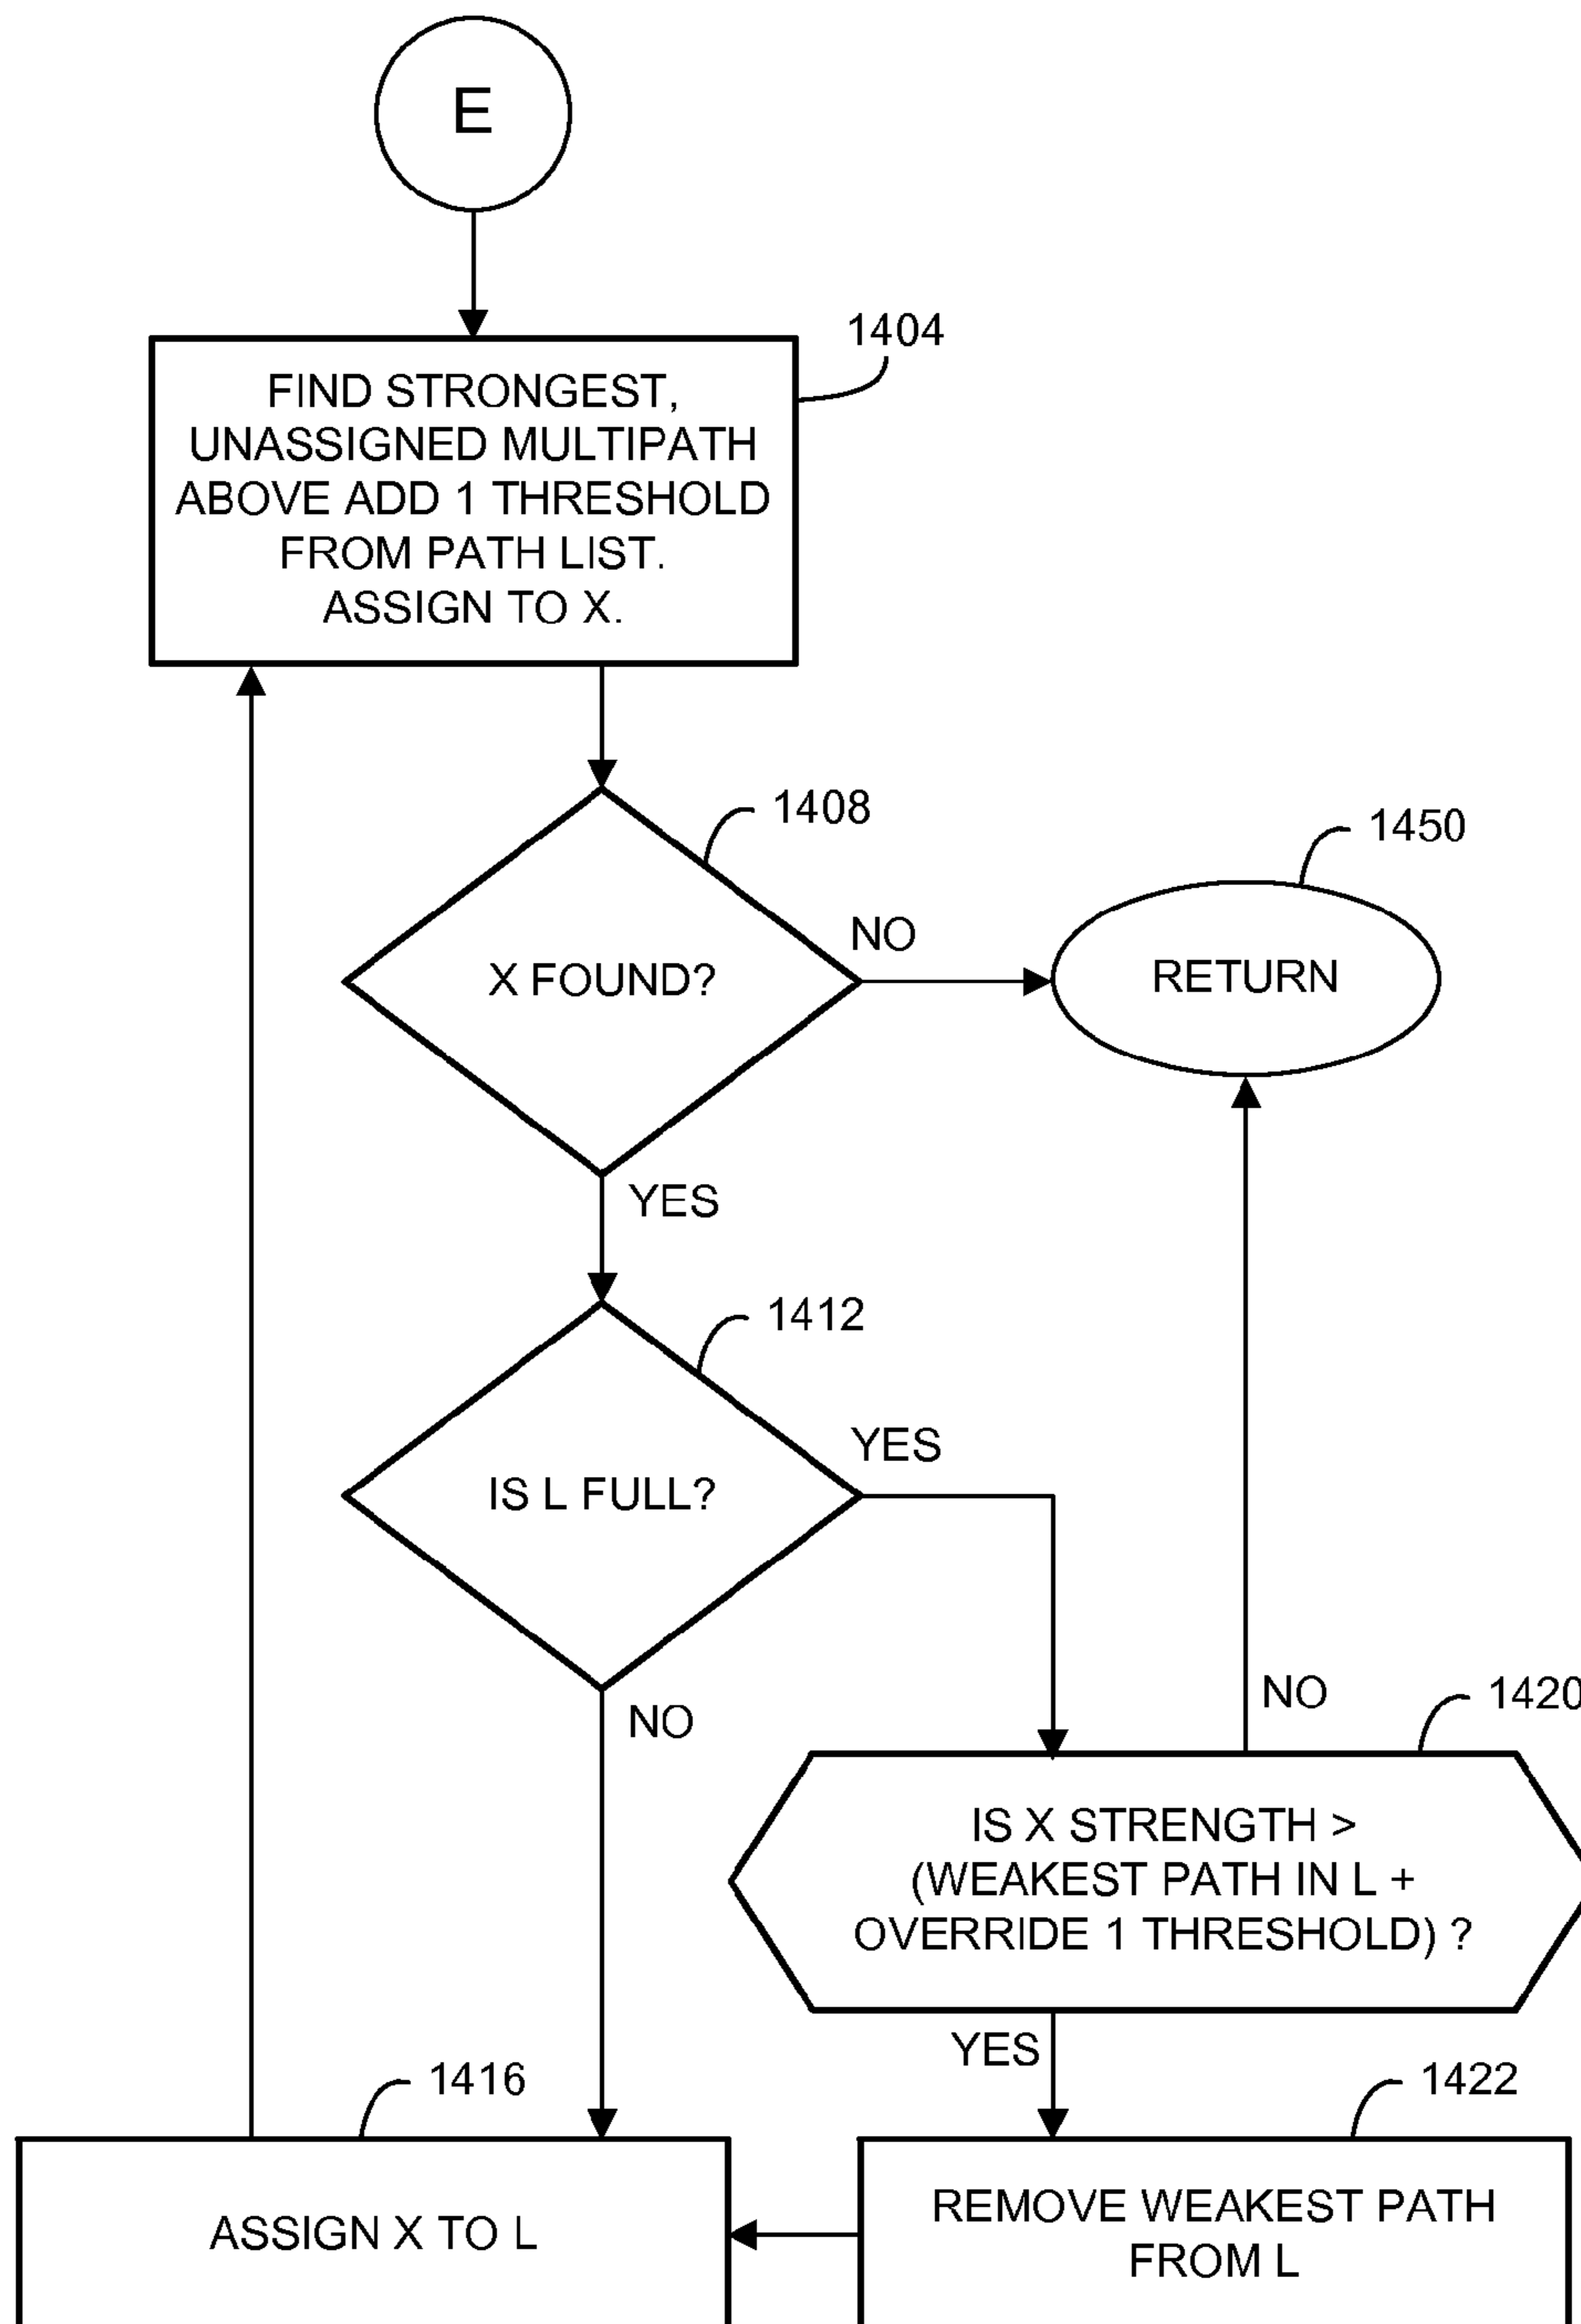 E
1404
FIND STRONGEST,
UNASSIGNED MULTIPATH
ABOVE ADD 1 THRESHOLD
FROM PATH LIST.
ASSIGN TO X.
1408
1450
NO
X FOUND?
RETURN
YES
1412
YES
IS L FULL?
NO
NO
1420
IS X STRENGTH >
(WEAKEST PATH IN L +
OVERRIDE 1 THRESHOLD) ?
YES
1416
1422
ASSIGN X TO L
REMOVE WEAKEST PATH
FROM L